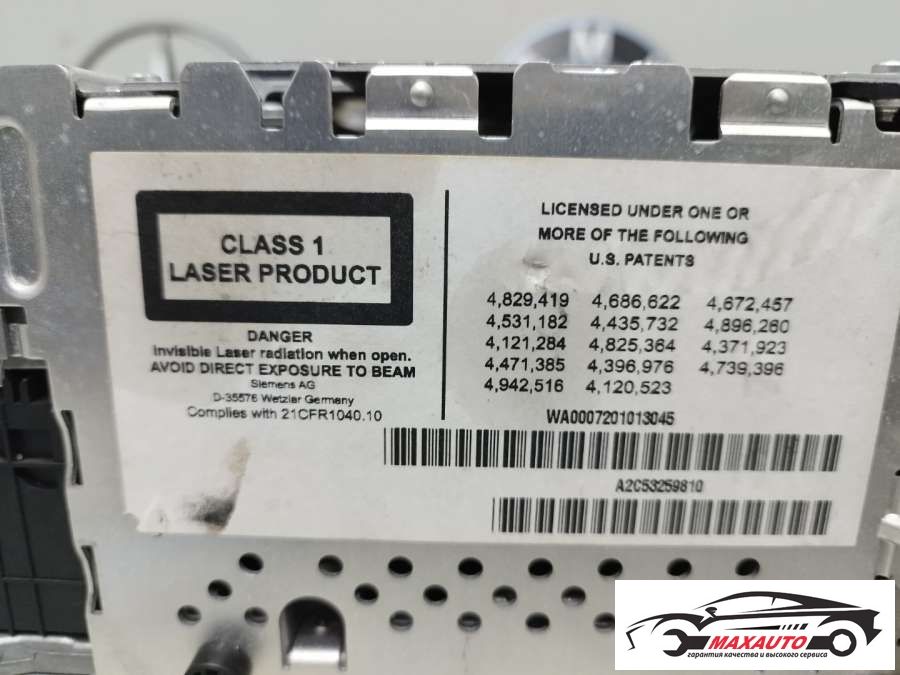 CLASS 1
LASER PRODUCT
DANGER
Invisible Laser radiation when open.
AVOID DIRECT EXPOSURE TO BEAM
Siemens AG
D-35576 Wetzlar Germany
Complies with 21CFR1040.10
LICENSED UNDER ONE OR
MORE OF THE FOLLOWING
U.S. PATENTS
4,829,419 4,686,622 4,672,457
4,531,182 4,435,732 4,896,260
4,121,284 4,825,364 4,371,923
4,471,385 4,396,976 4,739,396
4,942,516 4,120,523
WA0007201013045
A2C53259810
MAXAUTO
гарантия качества и высокого сервиса